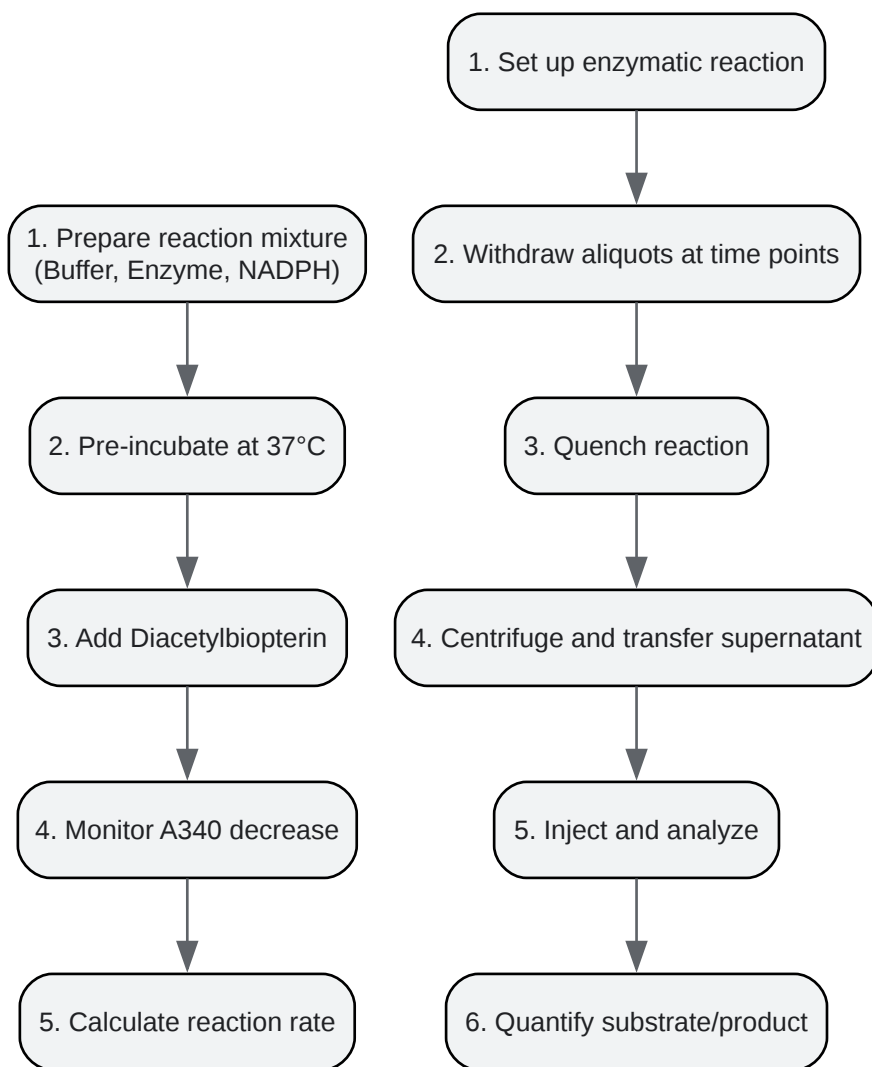 1. Prepare reaction mixture
(Buffer, Enzyme, NADPH)
2. Pre-incubate at 37°C
3. Add Diacetylbiopterin
4. Monitor A340 decrease
5. Calculate reaction rate
1. Set up enzymatic reaction
2. Withdraw aliquots at time points
3. Quench reaction
4. Centrifuge and transfer supernatant
5. Inject and analyze
6. Quantify substrate/product